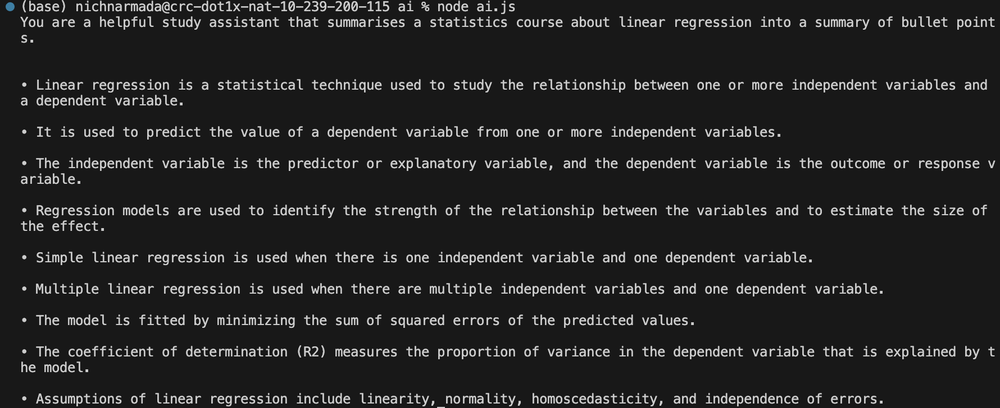 (base) nichnarmada@crc-dot1x-nat-10-239-200-115 ai % node ai.js
You are a helpful study assistant that summarises a statistics course about linear regression into a summary of bullet point
s.
• Linear regression is a statistical technique used to study the relationship between one or more independent variables and
a dependent variable.
• It is used to predict the value of a dependent variable from one or more independent variables.
• The independent variable is the predictor or explanatory variable, and the dependent variable is the outcome or response v
ariable.
• Regression models are used to identify the strength of the relationship between the variables and to estimate the size of
the effect.
• Simple linear regression is used when there is one independent variable and one dependent variable.
• Multiple linear regression is used when there are multiple independent variables and one dependent variable.
• The model is fitted by minimizing the sum of squared errors of the predicted values.
• The coefficient of determination (R2) measures the proportion of variance in the dependent variable that is explained by t
he model.
• Assumptions of linear regression include linearity, normality, homoscedasticity, and independence of errors.